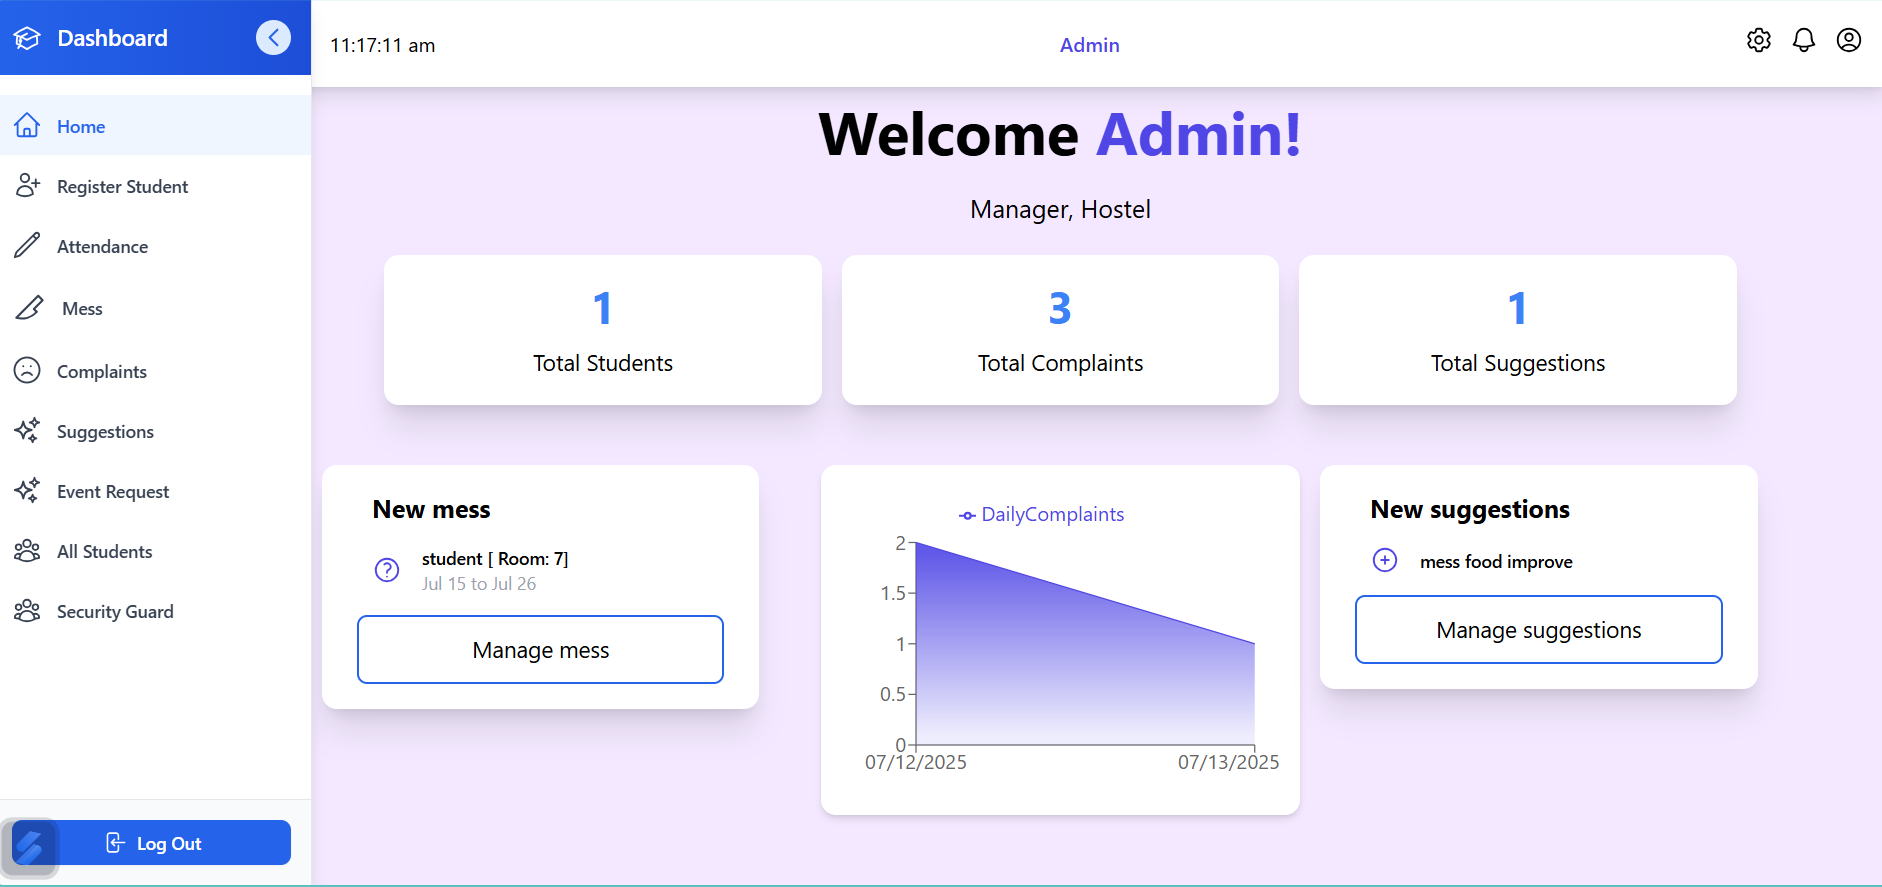 Dashboard
11:17:11 am
Admin
Home
Register Student
Attendance
Mess
Complaints
Suggestions
Event Request
All Students
Security Guard
Log Out
Welcome Admin!
Manager, Hostel
1
Total Students
3
Total Complaints
1
Total Suggestions
New mess
student [ Room: 7]
Jul 15 to Jul 26
Manage mess
DailyComplaints
2
1.5
1
0.5
0
07/12/2025 07/13/2025
New suggestions
mess food improve
Manage suggestions